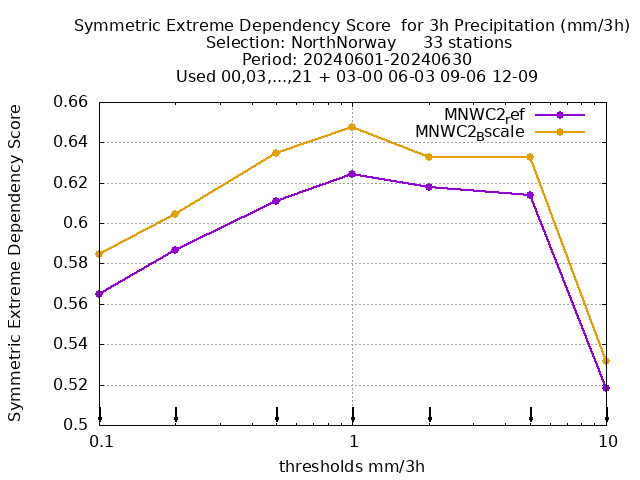 Symmetric Extreme Dependency Score  for 3h Precipitation (mm/3h)
Selection: NorthNorway     33 stations
Period: 20240601-20240630
Used 00,03,...,21 + 03-00 06-03 09-06 12-09
MNWC2ref
MNWC2Bscale
Symmetric Extreme Dependency Score
0.66
0.64
0.62
0.6
0.58
0.56
0.54
0.52
0.5
0.1
1
10
thresholds mm/3h